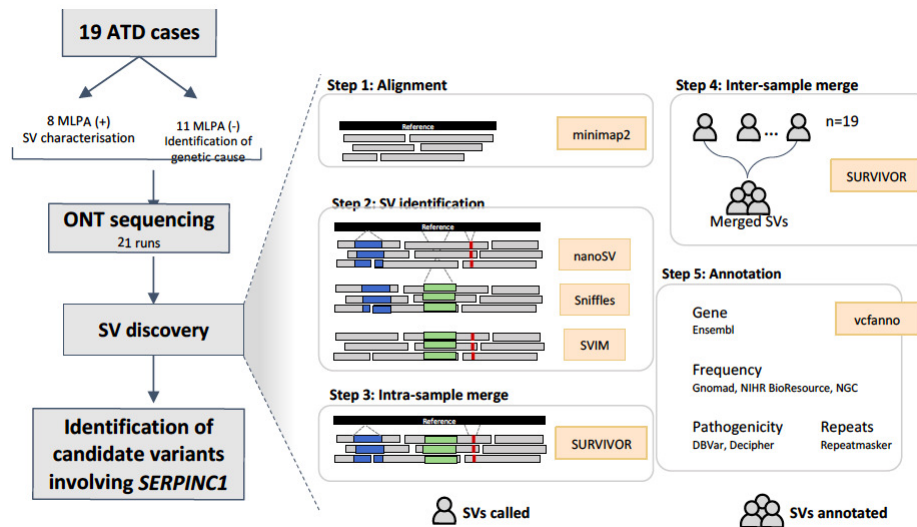 19 ATD cases
8 MLPA (+)
SV characterisation
11 MLPA (-)
Identification of
genetic cause
ONT sequencing
21 runs
SV discovery
Identification of
candidate variants
involving SERPINC1
Step 1: Alignment
Reference
minimap2
Step 2: SV identification
Reference
nanoSV
Sniffles
SVIM
Step 3: Intra-sample merge
Reference
SURVIVOR
Step 4: Inter-sample merge
... n=19
SURVIVOR
Merged SVs
Step 5: Annotation
Gene
Ensembl
vcfanno
Frequency
Gnomad, NIHR BioResource, NGC
Pathogenicity
DBVar, Decipher
Repeats
Repeatmasker
SVs called
SVs annotated